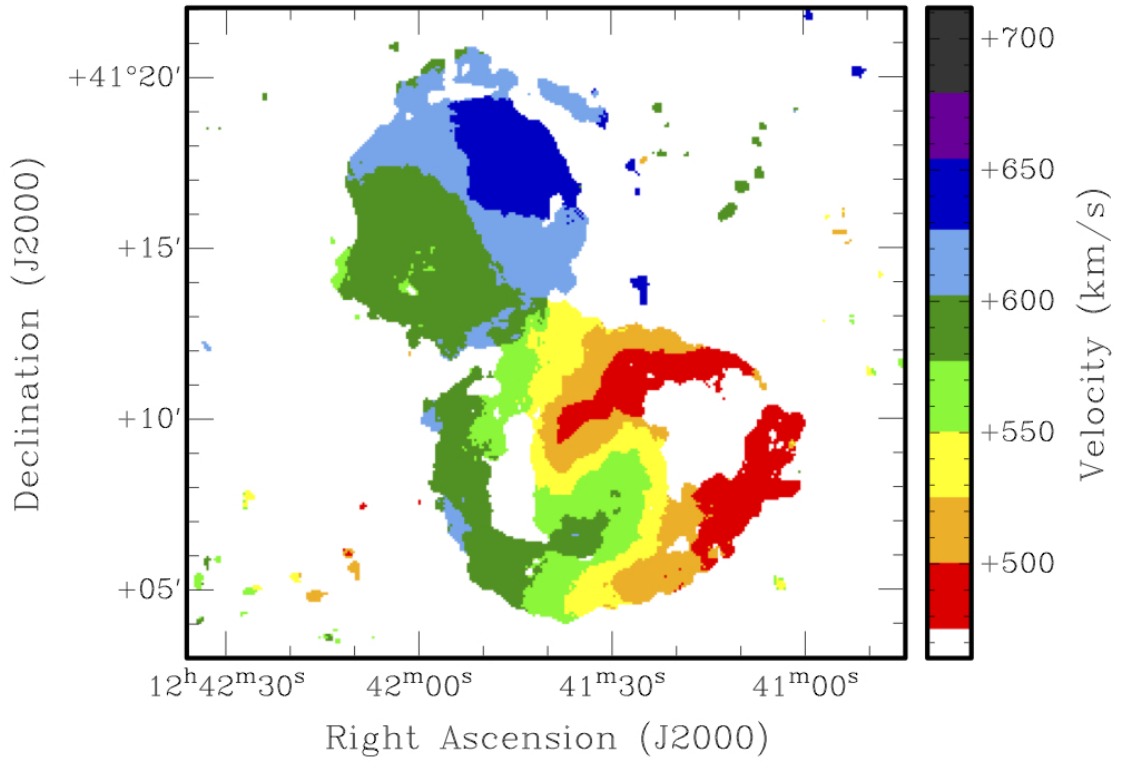 +41°20′
+15′
+10′
+05′
12ʰ42ᵐ30ˢ
42ᵐ00ˢ
41ᵐ30ˢ
41ᵐ00ˢ
Right Ascension (J2000)
Declination (J2000)
+700
+650
+600
+550
+500
Velocity (km/s)